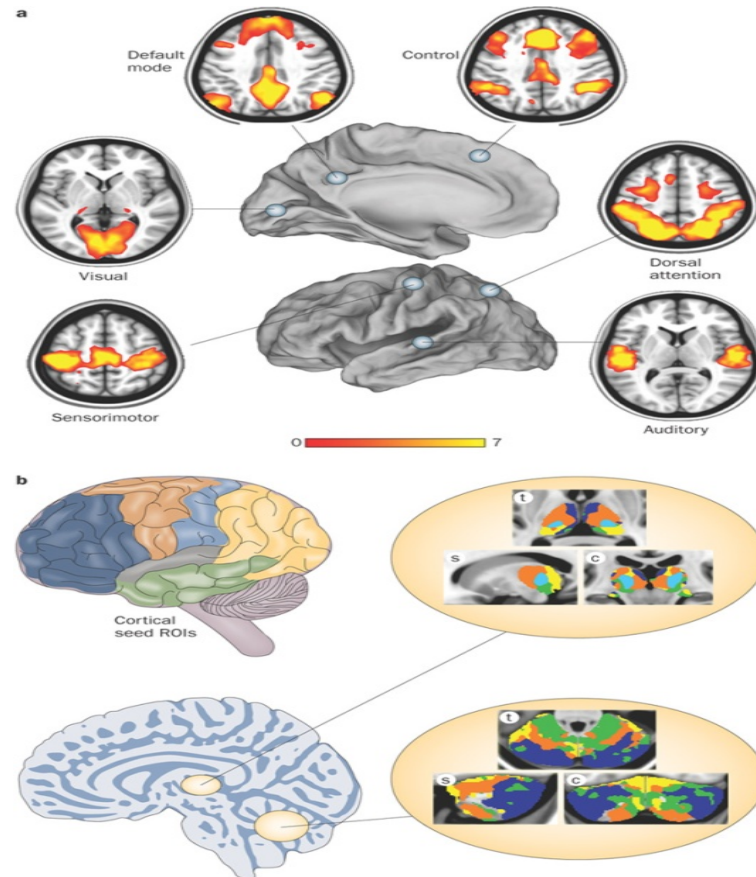 a
Default
mode
Control
Visual
Dorsal
attention
Sensorimotor
Auditory
0
7
b
t
s
c
Cortical
seed ROIs
t
s
c